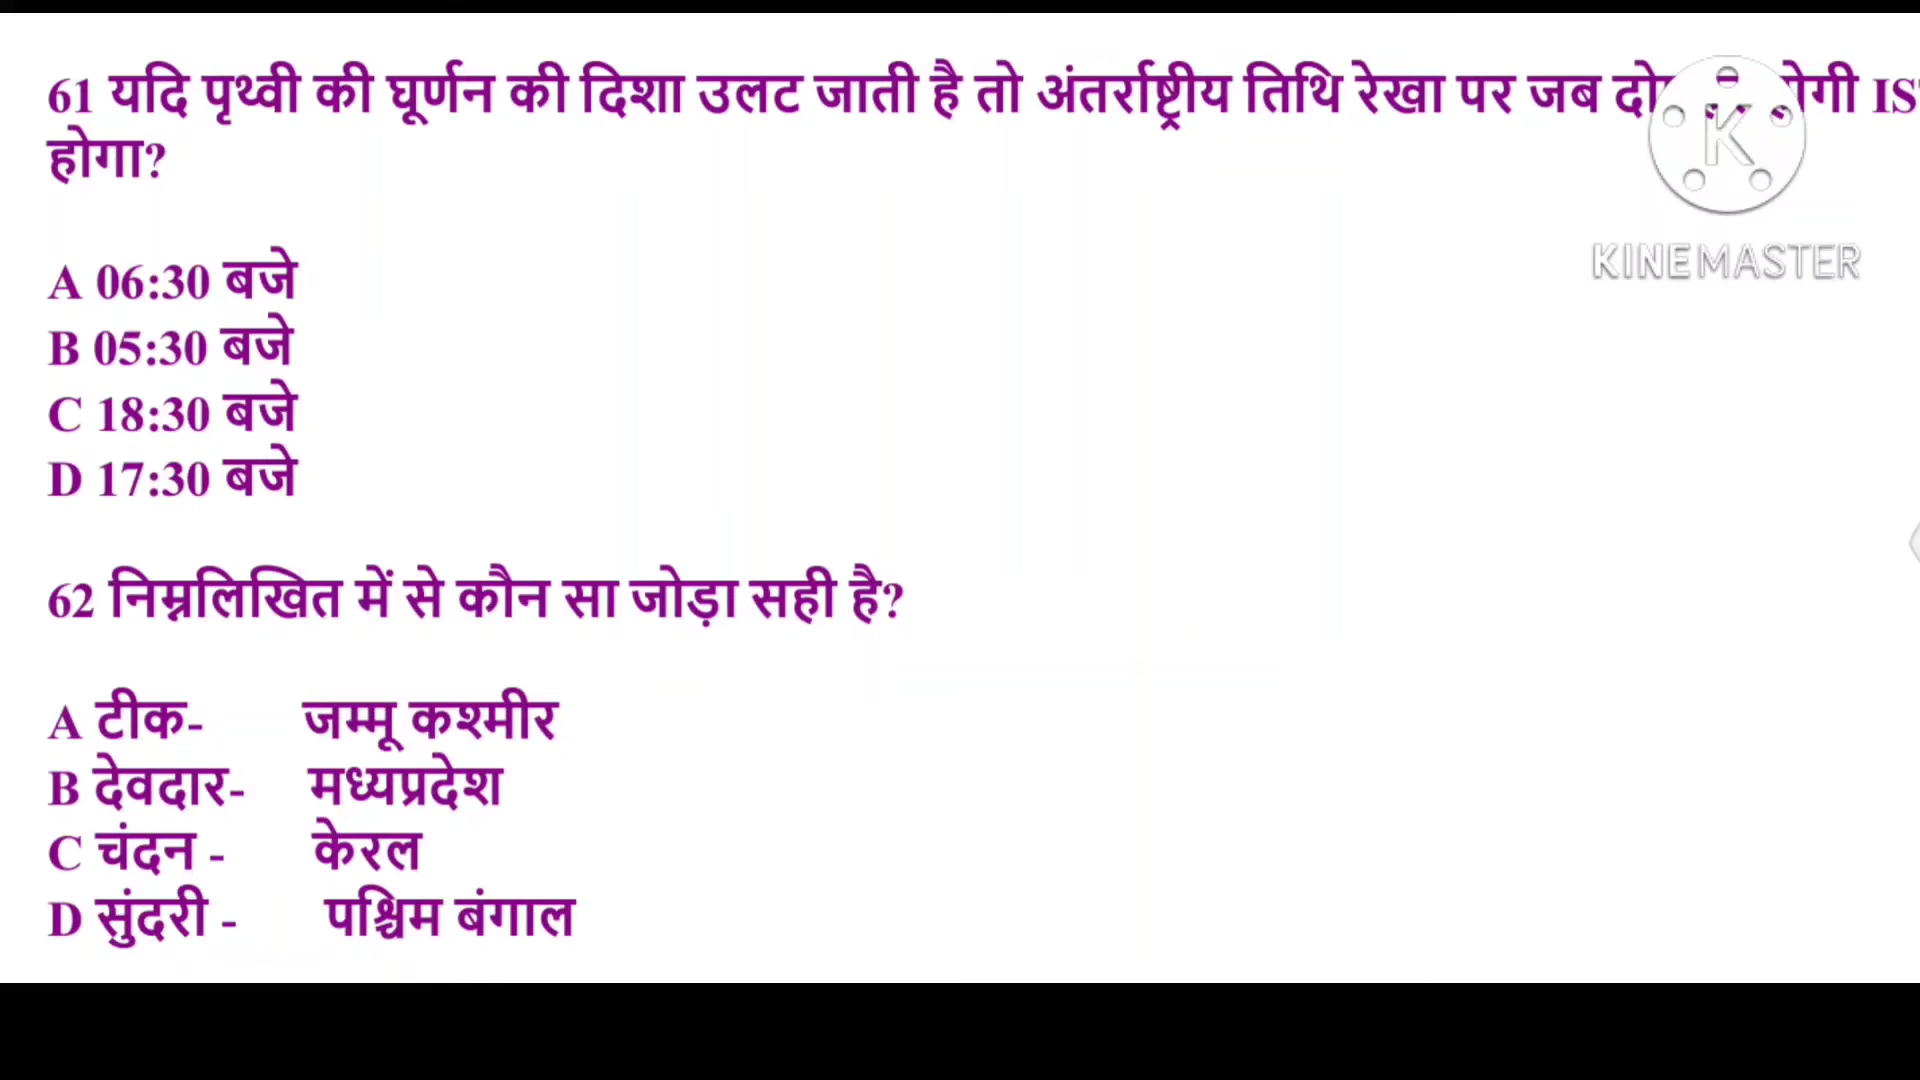 61 यदि पृथ्वी की घूर्णन की दिशा उलट जाती है तो अंतर्राष्ट्रीय तिथि रेखा पर जब
होगा?
KINEMASTER
A 06:30 बजे
B 05:30 बजे
C 18:30 बजे
D 17:30 बजे
62 निम्नलिखित में से कौन सा जोड़ा सही है?
A टीक- जम्मू कश्मीर
B देवदार- मध्यप्रदेश
C चंदन - केरल
D सुंदरी - पश्चिम बंगाल